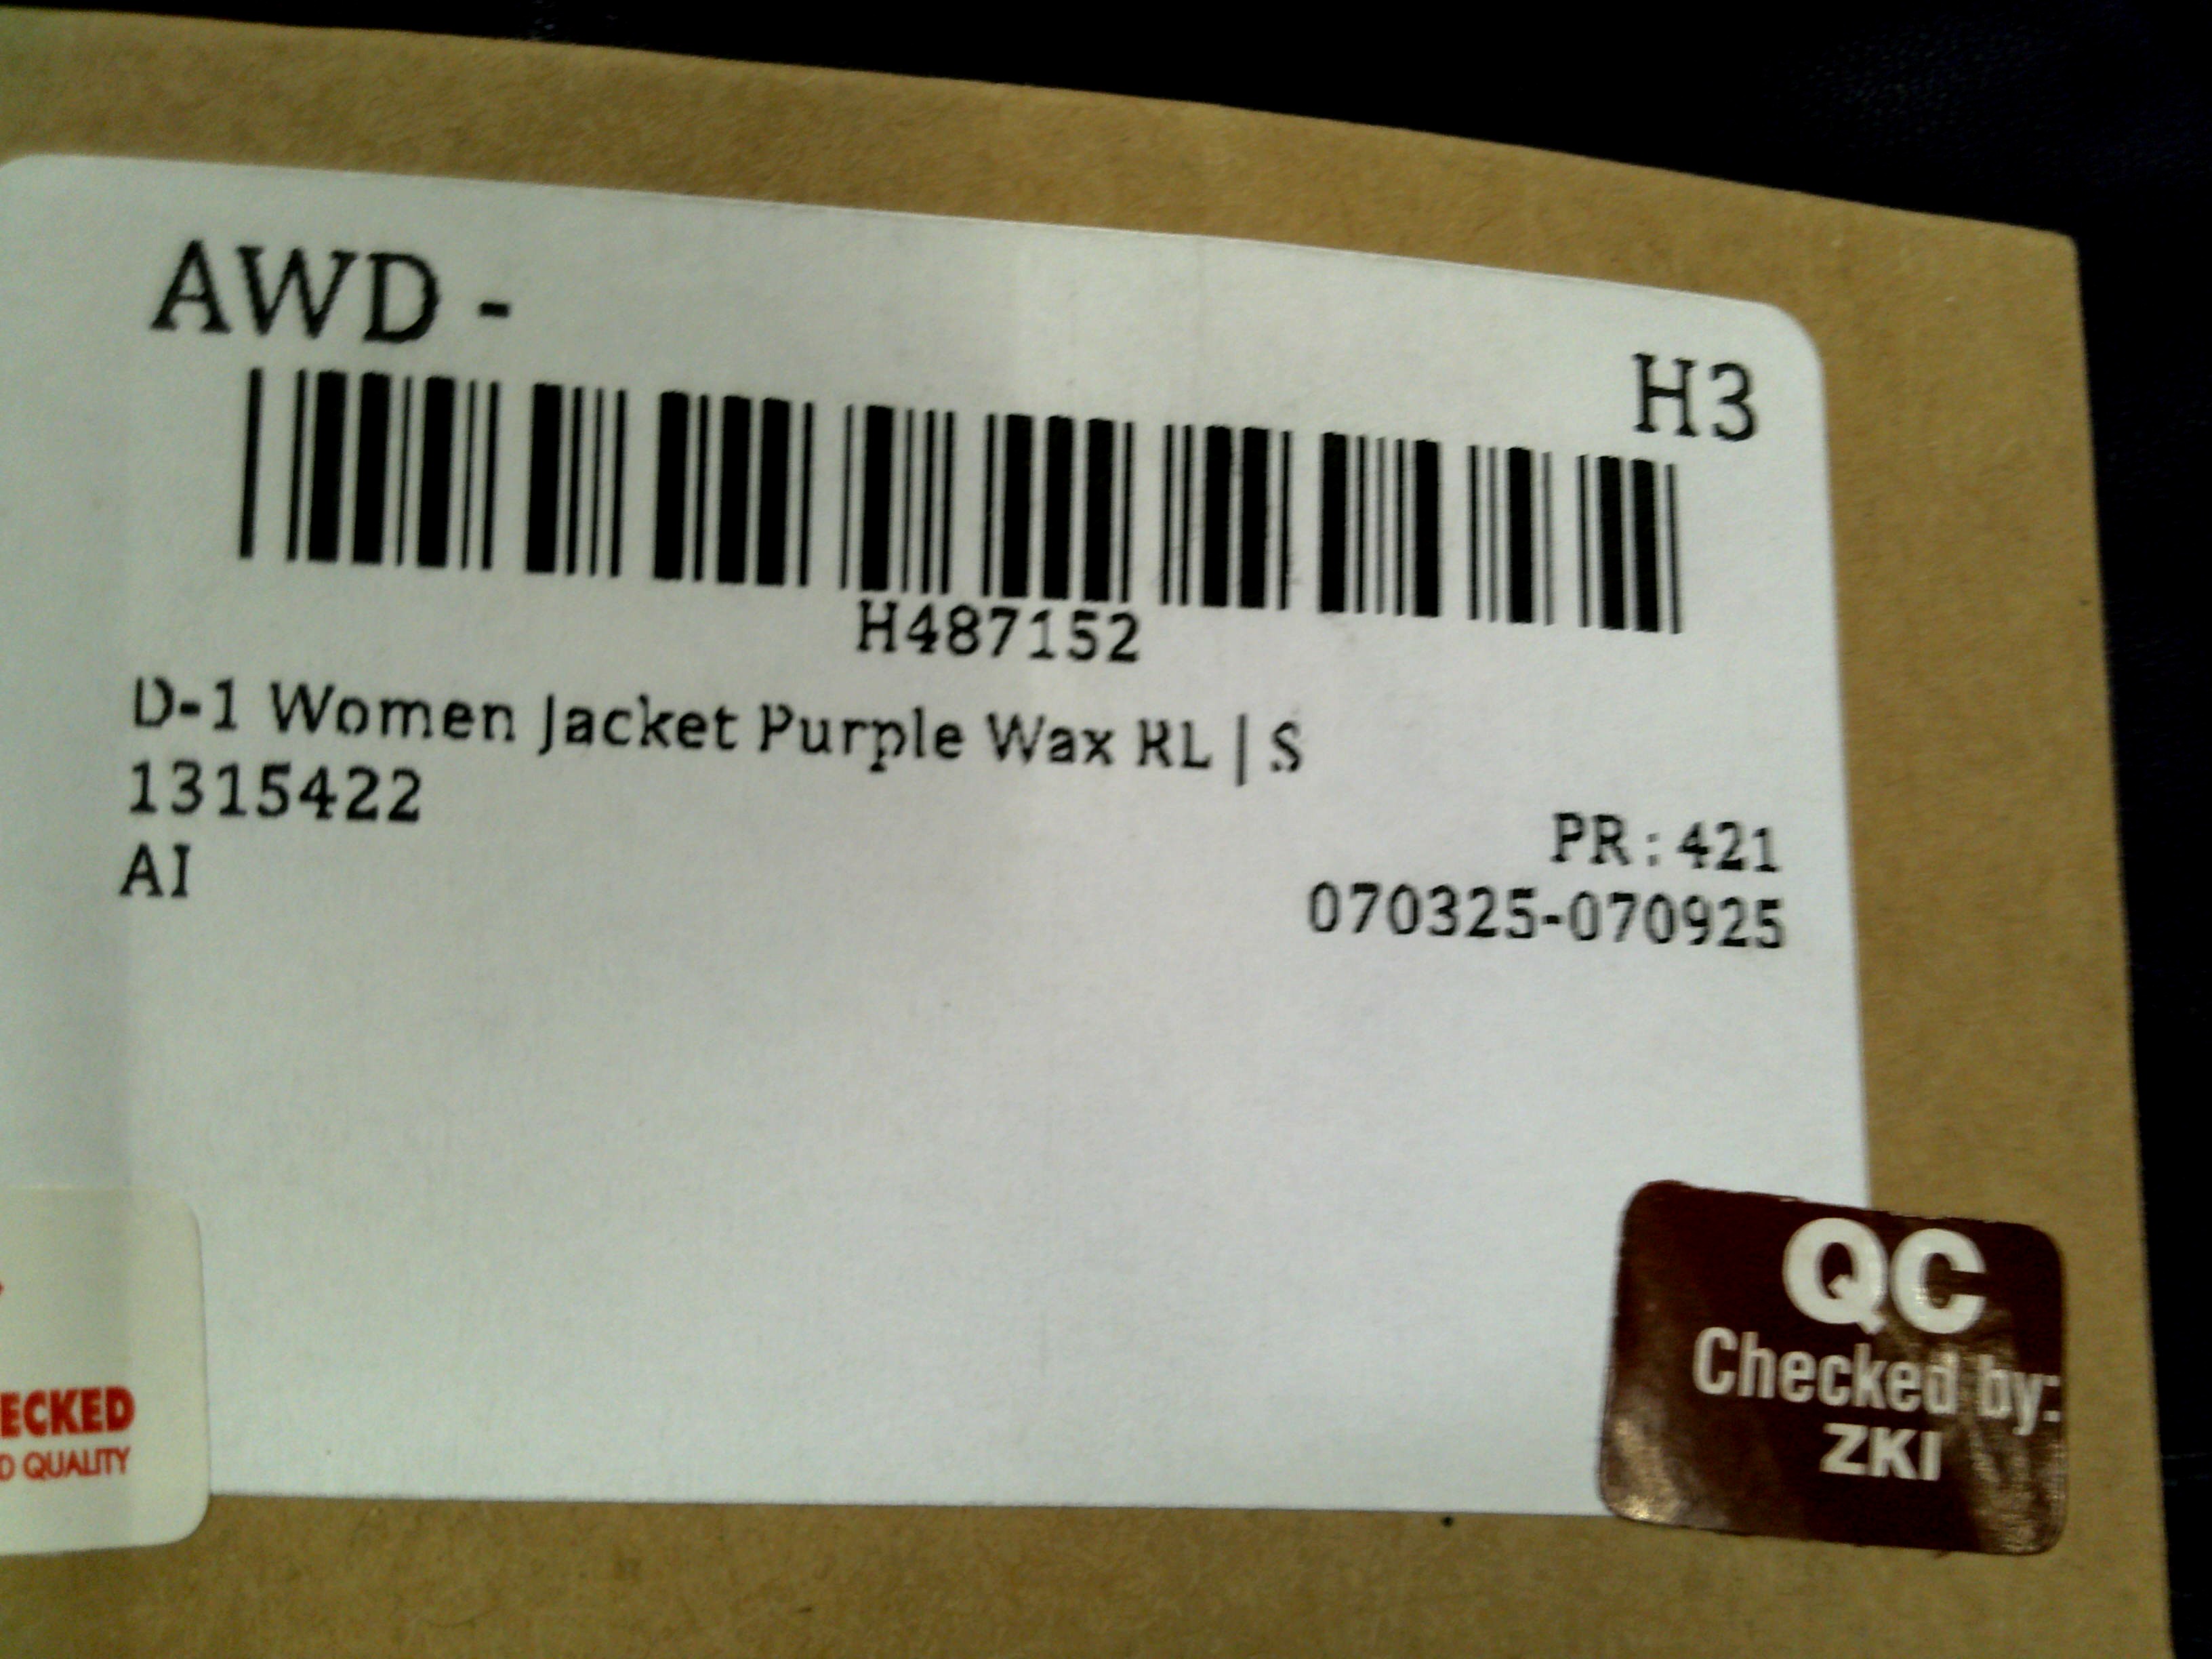 AWD -
H3
H487152
D-1 Women Jacket Purple Wax RL | S
1315422
PR: 421
AI
070325-070925
QC
Checked by:
ZKI
ECKED
D QUALITY